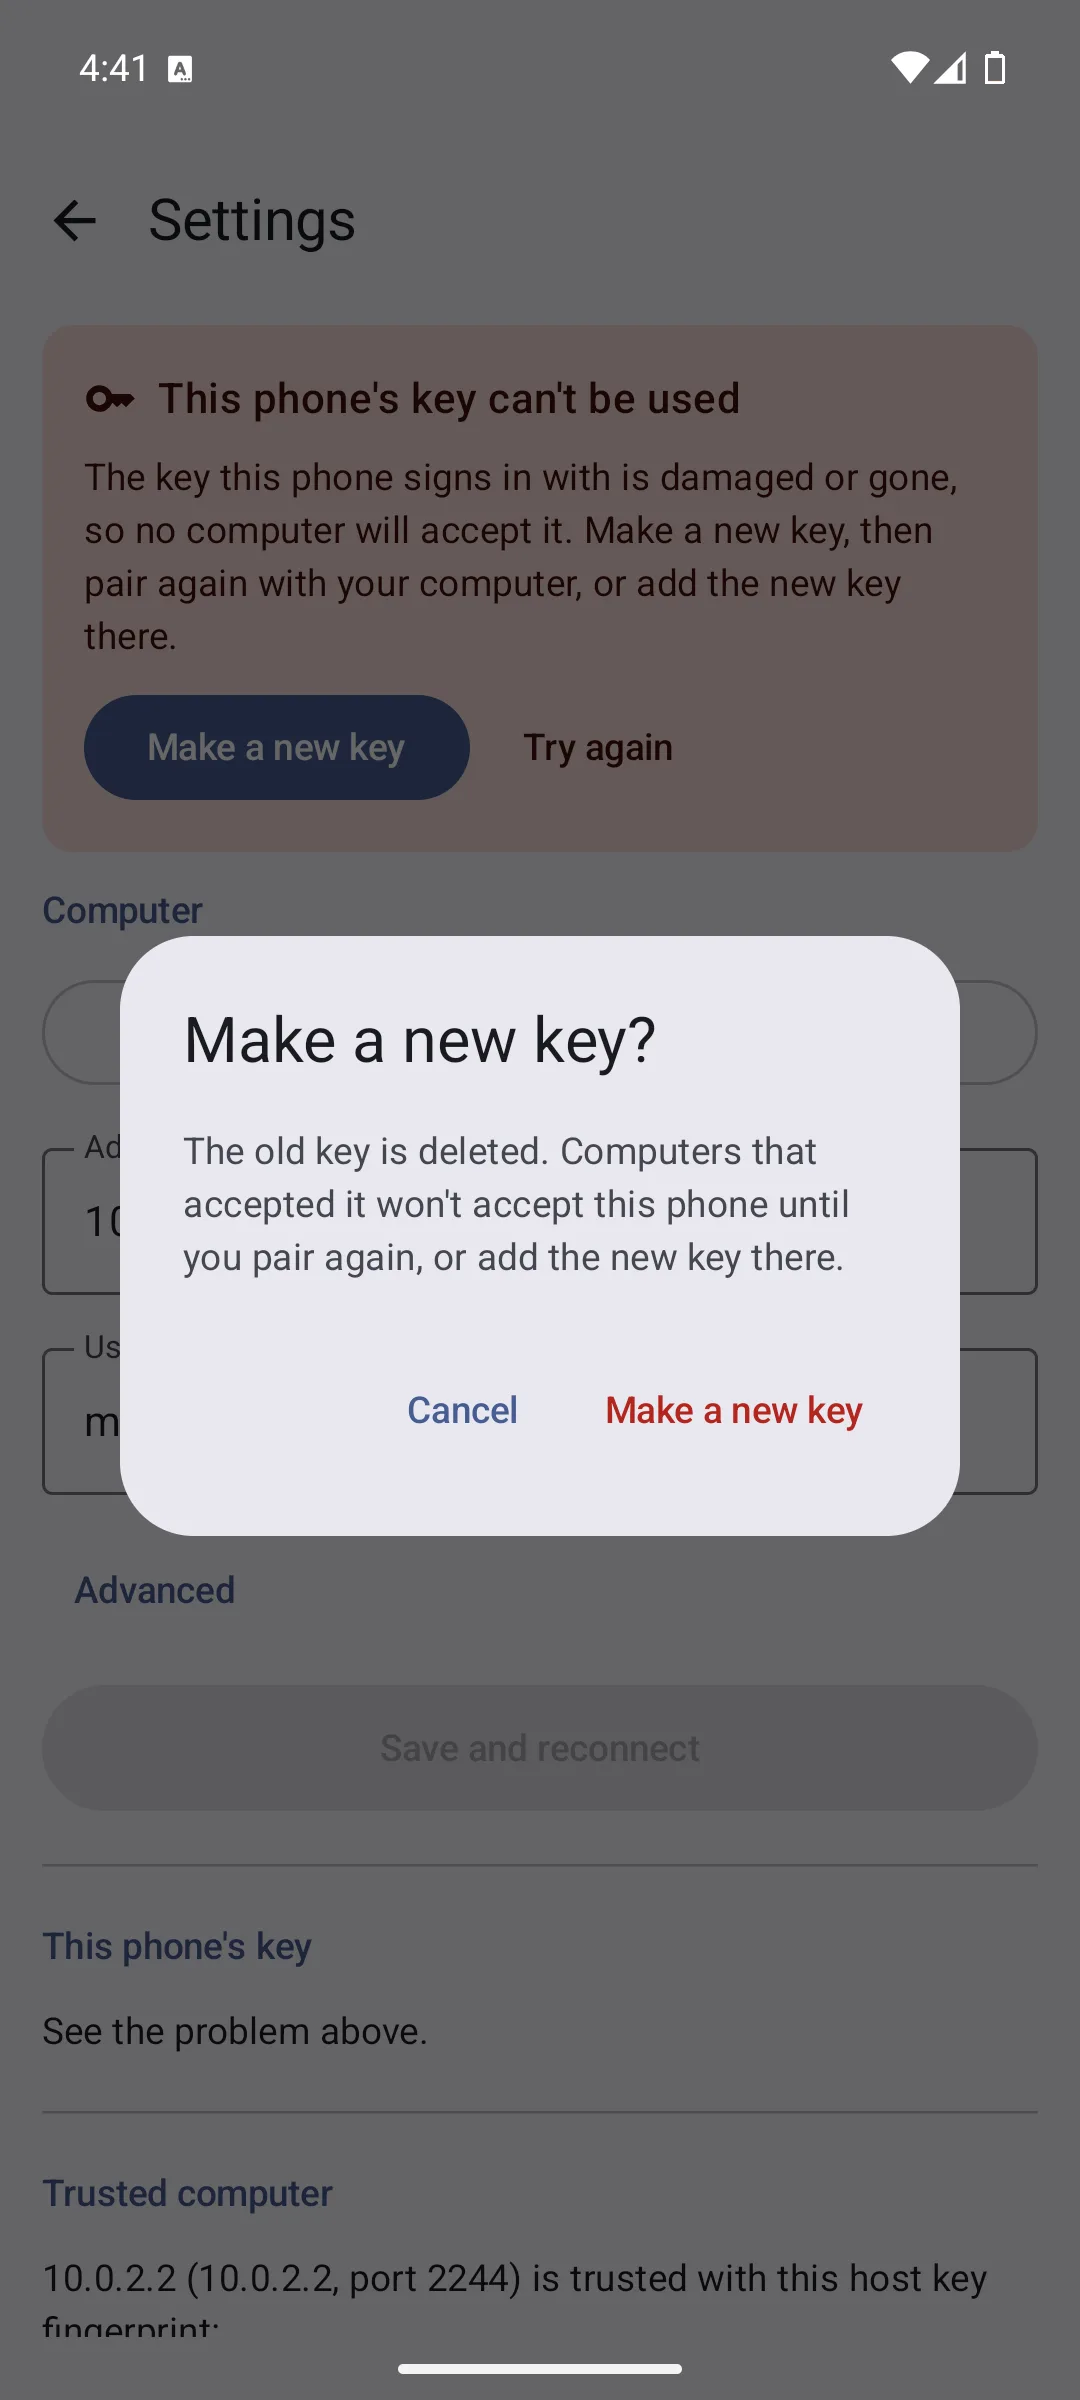 4:41
Settings
This phone's key can't be used
The key this phone signs in with is damaged or gone,
so no computer will accept it. Make a new key, then
pair again with your computer, or add the new key
there.
Make a new key
Try again
Computer
Make a new key?
The old key is deleted. Computers that
accepted it won't accept this phone until
you pair again, or add the new key there.
Cancel
Make a new key
Advanced
Save and reconnect
This phone's key
See the problem above.
Trusted computer
10.0.2.2 (10.0.2.2, port 2244) is trusted with this host key
fingerprint: